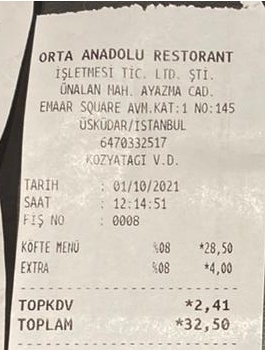 ORTA ANADOLU RESTORANT
İŞLETMESİ TİC. LTD. ŞTİ.
ÜNALAN MAH. AYAZMA CAD.
EMAAR SQUARE AVM.KAT:1 NO:145
ÜSKÜDAR/İSTANBUL
6470332517
KOZYATAGI V.D.
TARİH : 01/10/2021
SAAT : 12:14:51
FİŞ NO : 0008
KÖFTE MENÜ %08 *28,50
EXTRA %08 *4,00
TOPKDV *2,41
TOPLAM *32,50